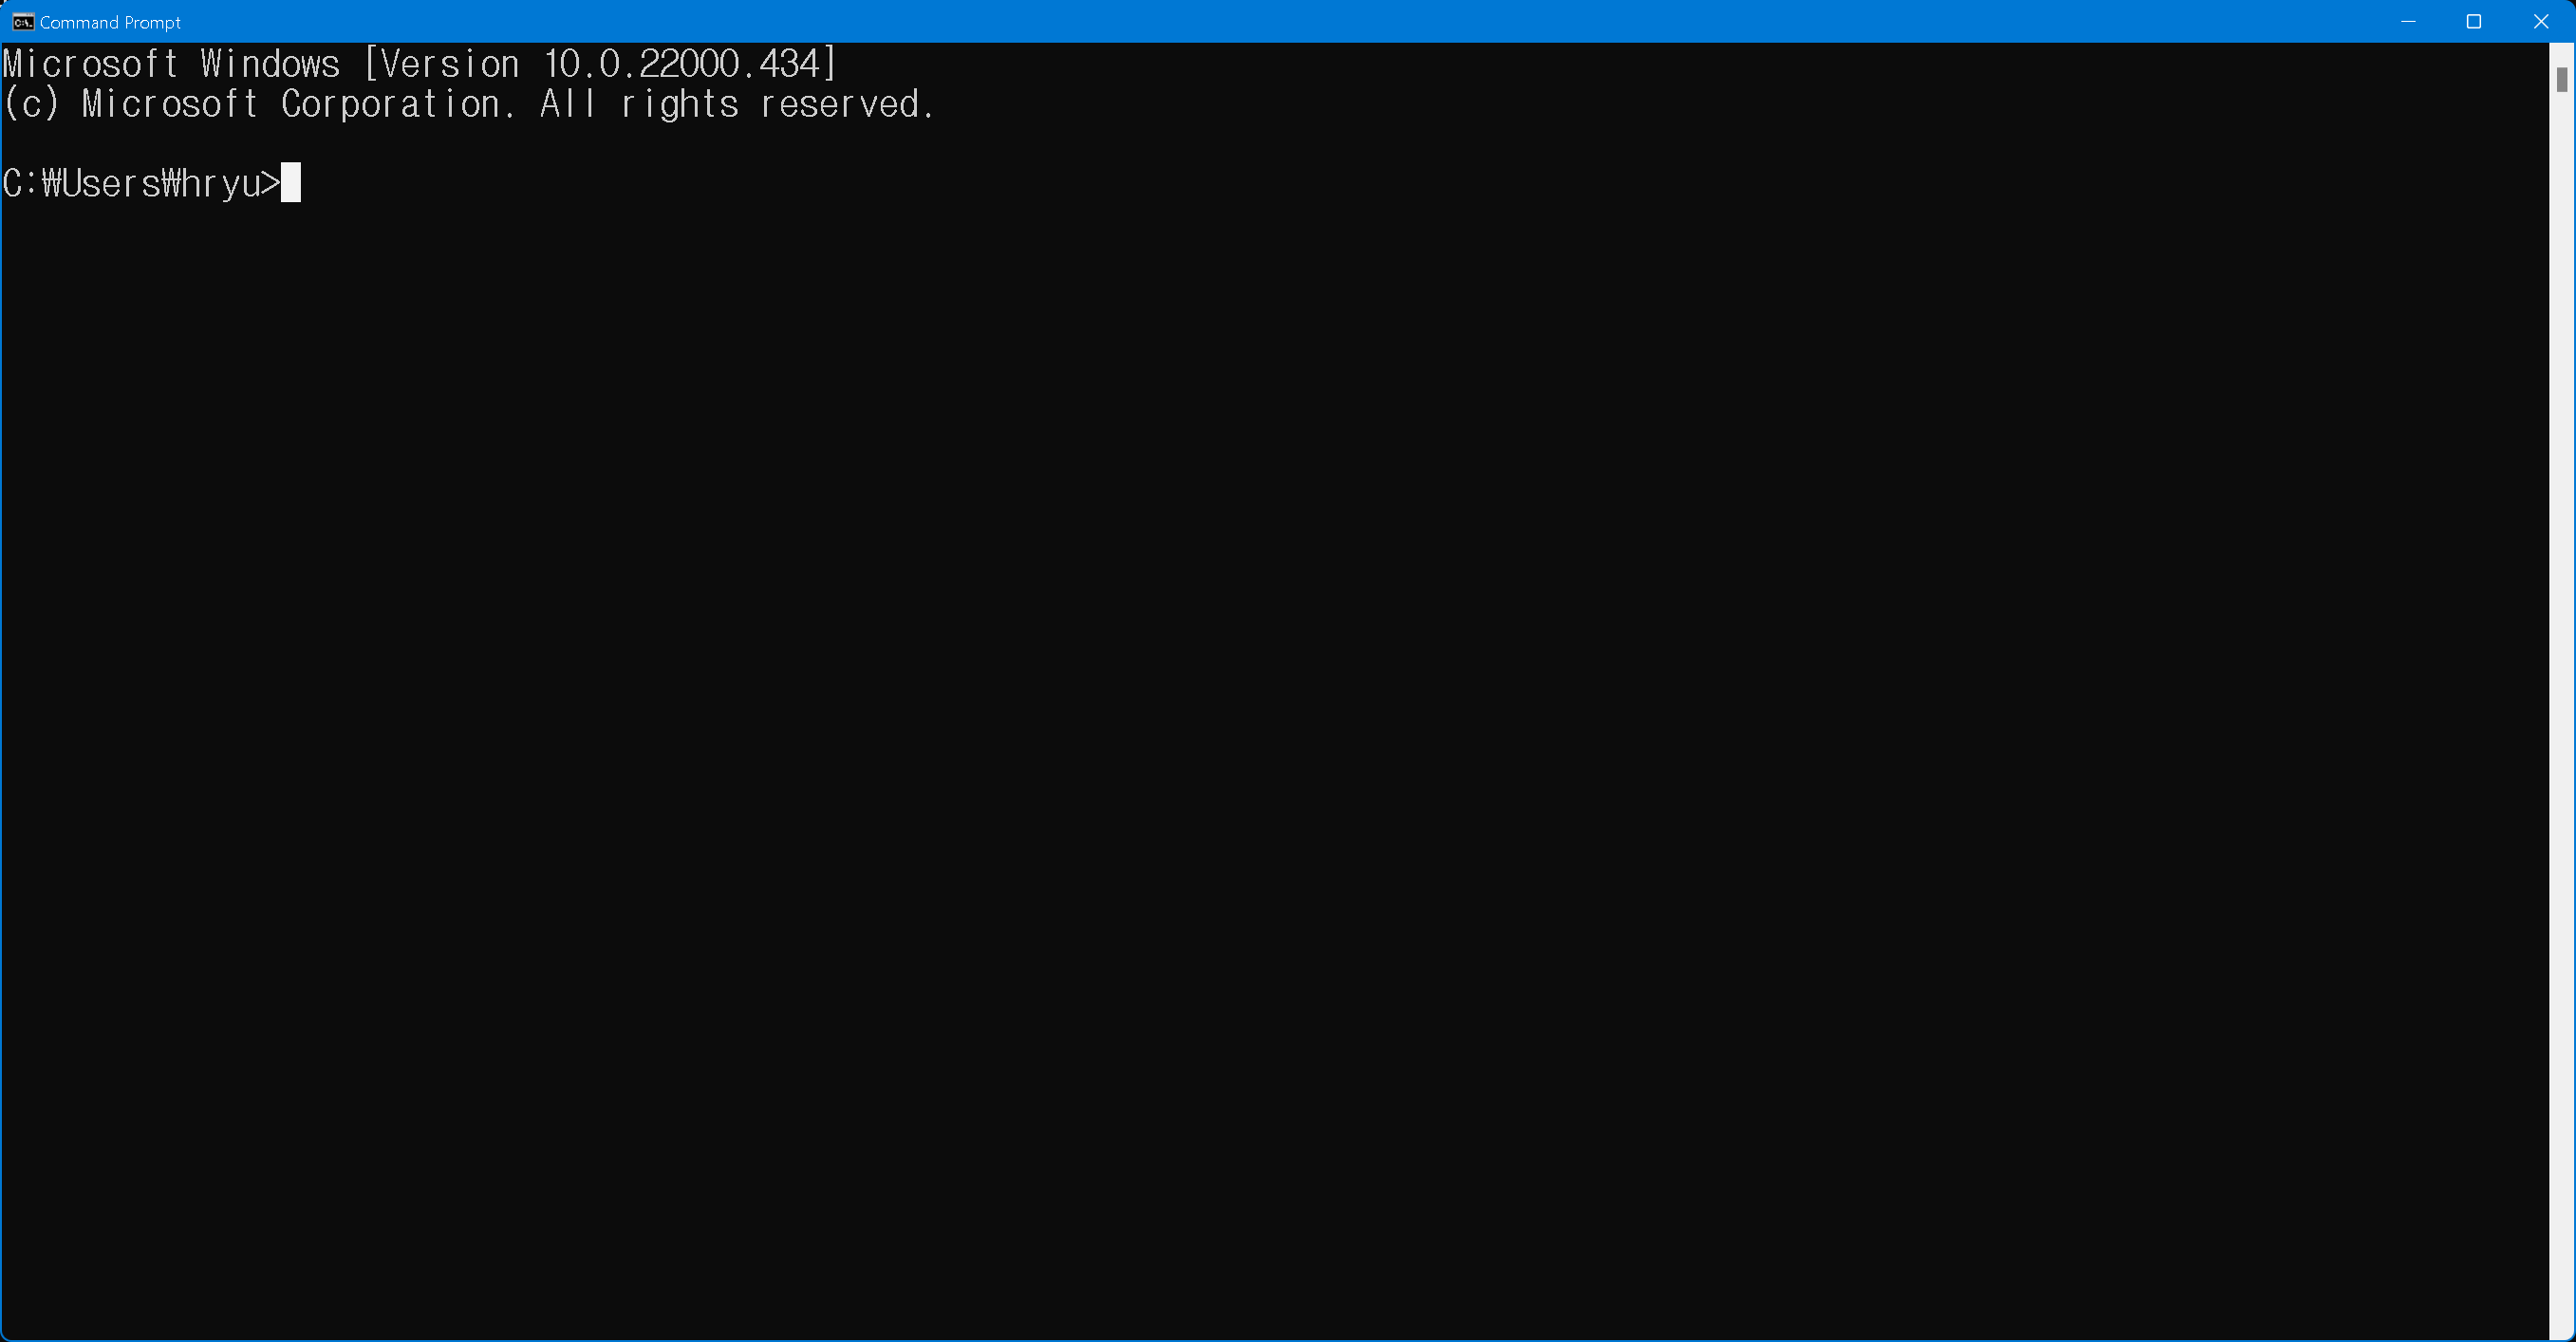 Command Prompt
Microsoft Windows [Version 10.0.22000.434]
(c) Microsoft Corporation. All rights reserved.
C:₩Users₩hryu>